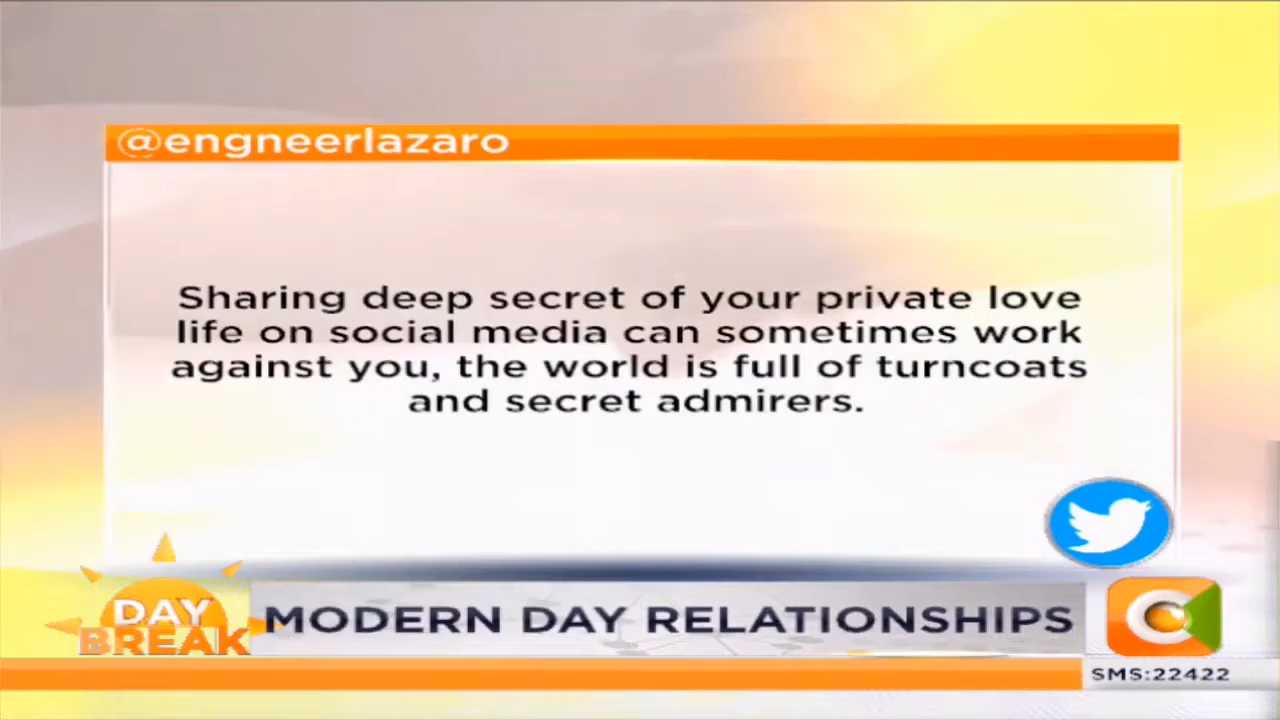 @engneerlazaro
Sharing deep secret of your private love
life on social media can sometimes work
against you, the world is full of turncoats
and secret admirers.
DAY
BREAK
MODERN DAY RELATIONSHIPS
SMS:22422